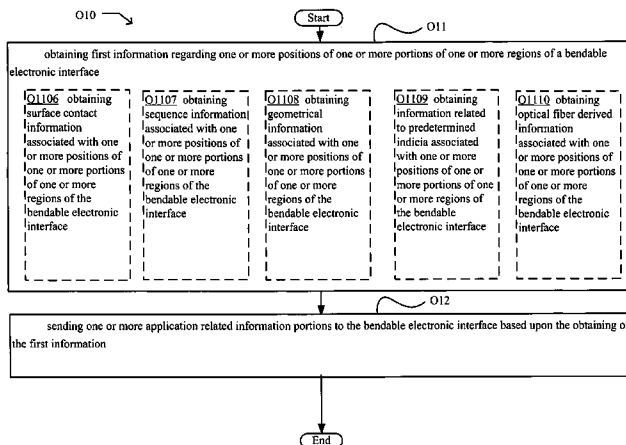 O10
Start
O11
obtaining first information regarding one or more positions of one or more portions of one or more regions of a bendable
electronic interface
O1106 obtaining
surface contact
information
associated with one
or more positions of
one or more portions
of one or more
regions of the
bendable electronic
interface
O1107 obtaining
sequence information
associated with one
or more positions of
one or more portions
of one or more
regions of the
bendable electronic
interface
O1108 obtaining
geometrical
information
associated with one
or more positions of
one or more portions
of one or more
regions of the
bendable electronic
interface
O1109 obtaining
information related
to predetermined
indicia associated
with one or more
positions of one or
more portions of one
or more regions of
the bendable
electronic interface
O1110 obtaining
optical fiber derived
information
associated with one
or more positions of
one or more portions
of one or more
regions of the
bendable electronic
interface
O12
sending one or more application related information portions to the bendable electronic interface based upon the obtaining o
the first information
End